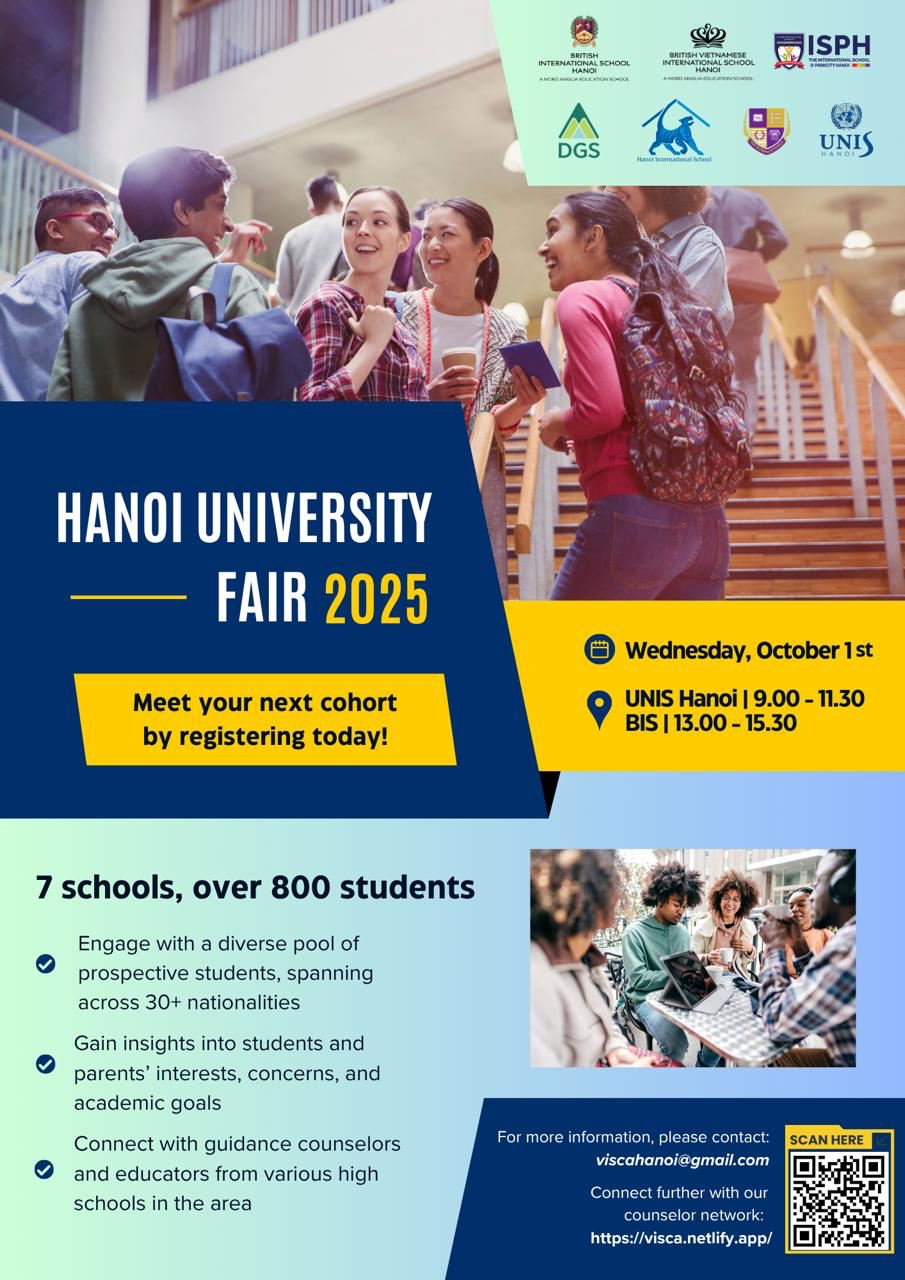 BRITISH
INTERNATIONAL SCHOOL
HANOI
A NORD ANGLIA EDUCATION SCHOOL
BRITISH VIETNAMESE
INTERNATIONAL SCHOOL
HANOI
A NORD ANGLIA EDUCATION SCHOOL
ISPH
THE INTERNATIONAL SCHOOL
@ PARKCITY HANOI
DGS
Hanoi International School
UNIS
HANOI
HANOI UNIVERSITY
FAIR 2025
Meet your next cohort
by registering today!
Wednesday, October 1st
UNIS Hanoi | 9.00 - 11.30
BIS | 13.00 - 15.30
7 schools, over 800 students
Engage with a diverse pool of
prospective students, spanning
across 30+ nationalities
Gain insights into students and
parents’ interests, concerns, and
academic goals
Connect with guidance counselors
and educators from various high
schools in the area
For more information, please contact:
viscahanoi@gmail.com
Connect further with our
counselor network:
https://visca.netlify.app/
SCAN HERE